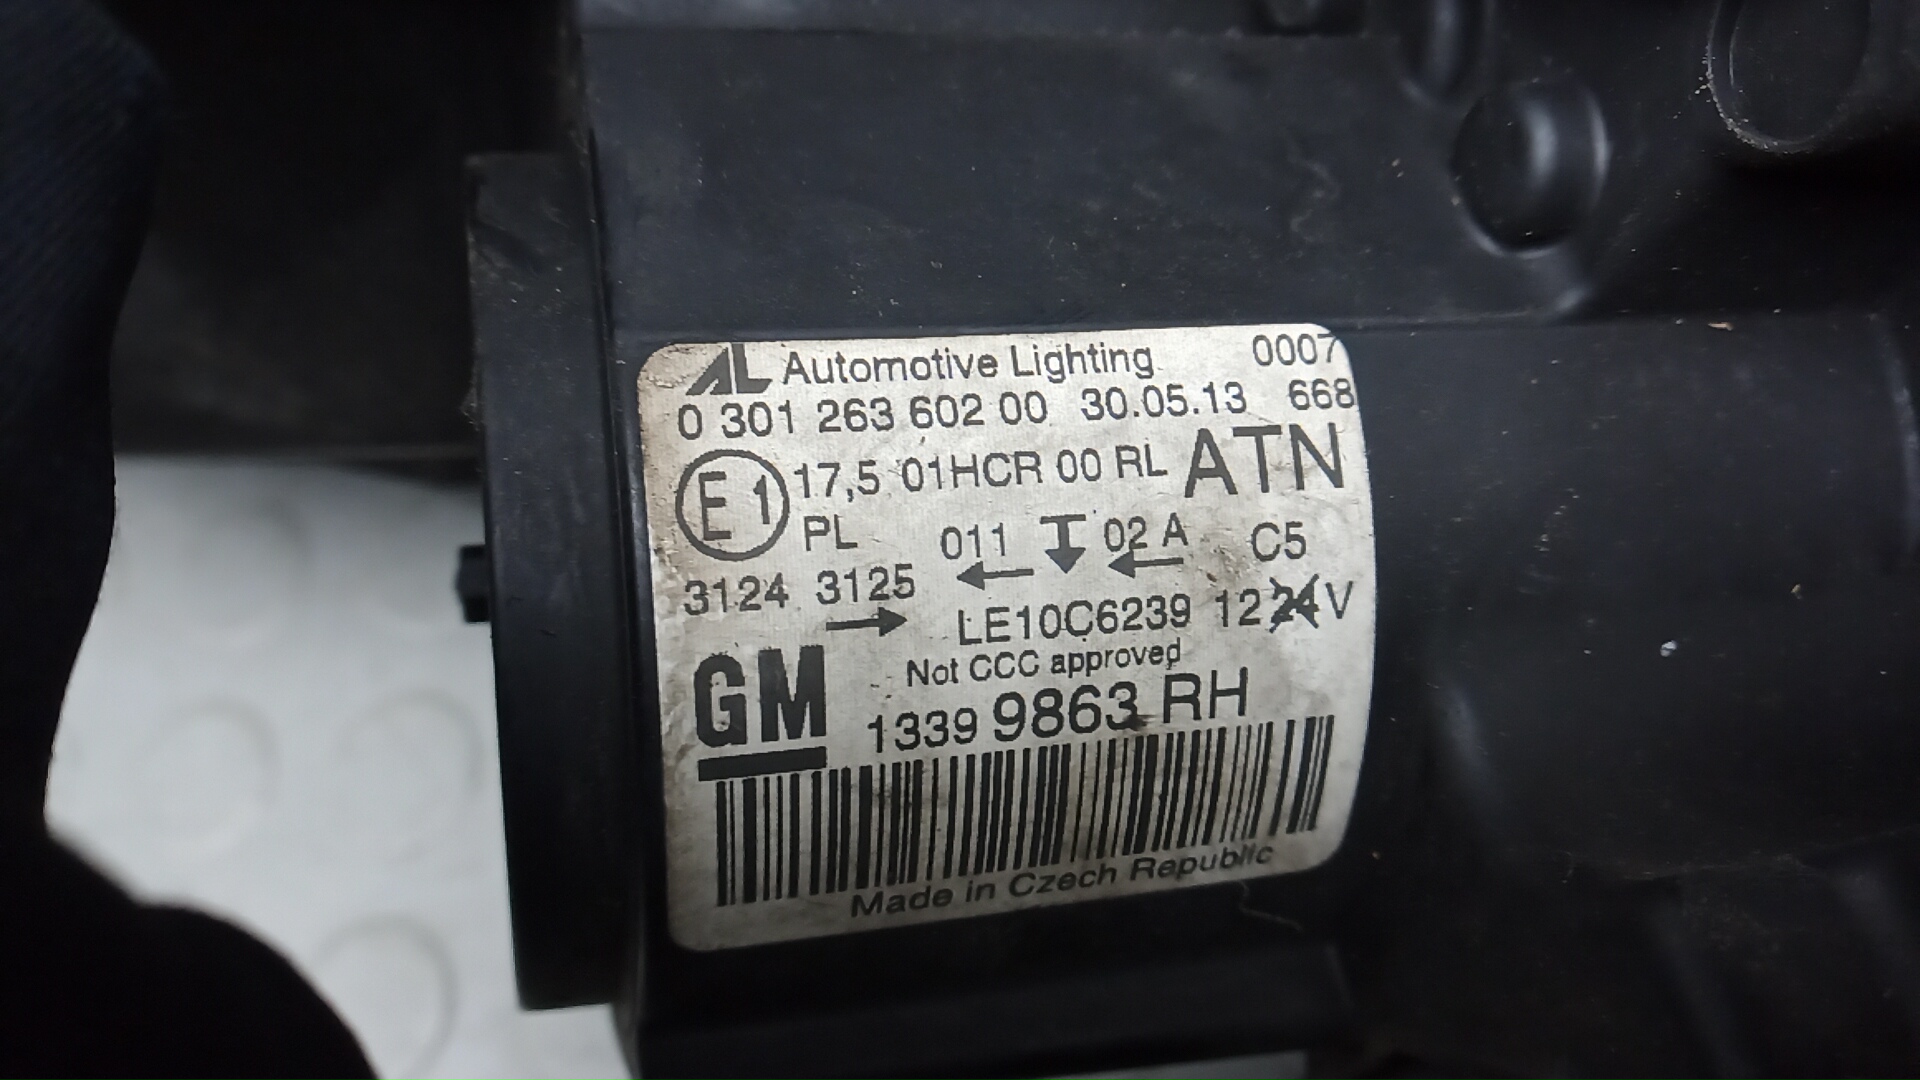 AL Automotive Lighting 0007
0 301 263 602 00 30.05.13 668
E1 17,5 01HCR 00 RL ATN
PL 011 02 A C5
3124 3125 LE10C6239 12 24 V
Not CCC approved
GM 1339 9863 RH
Made in Czech Republic